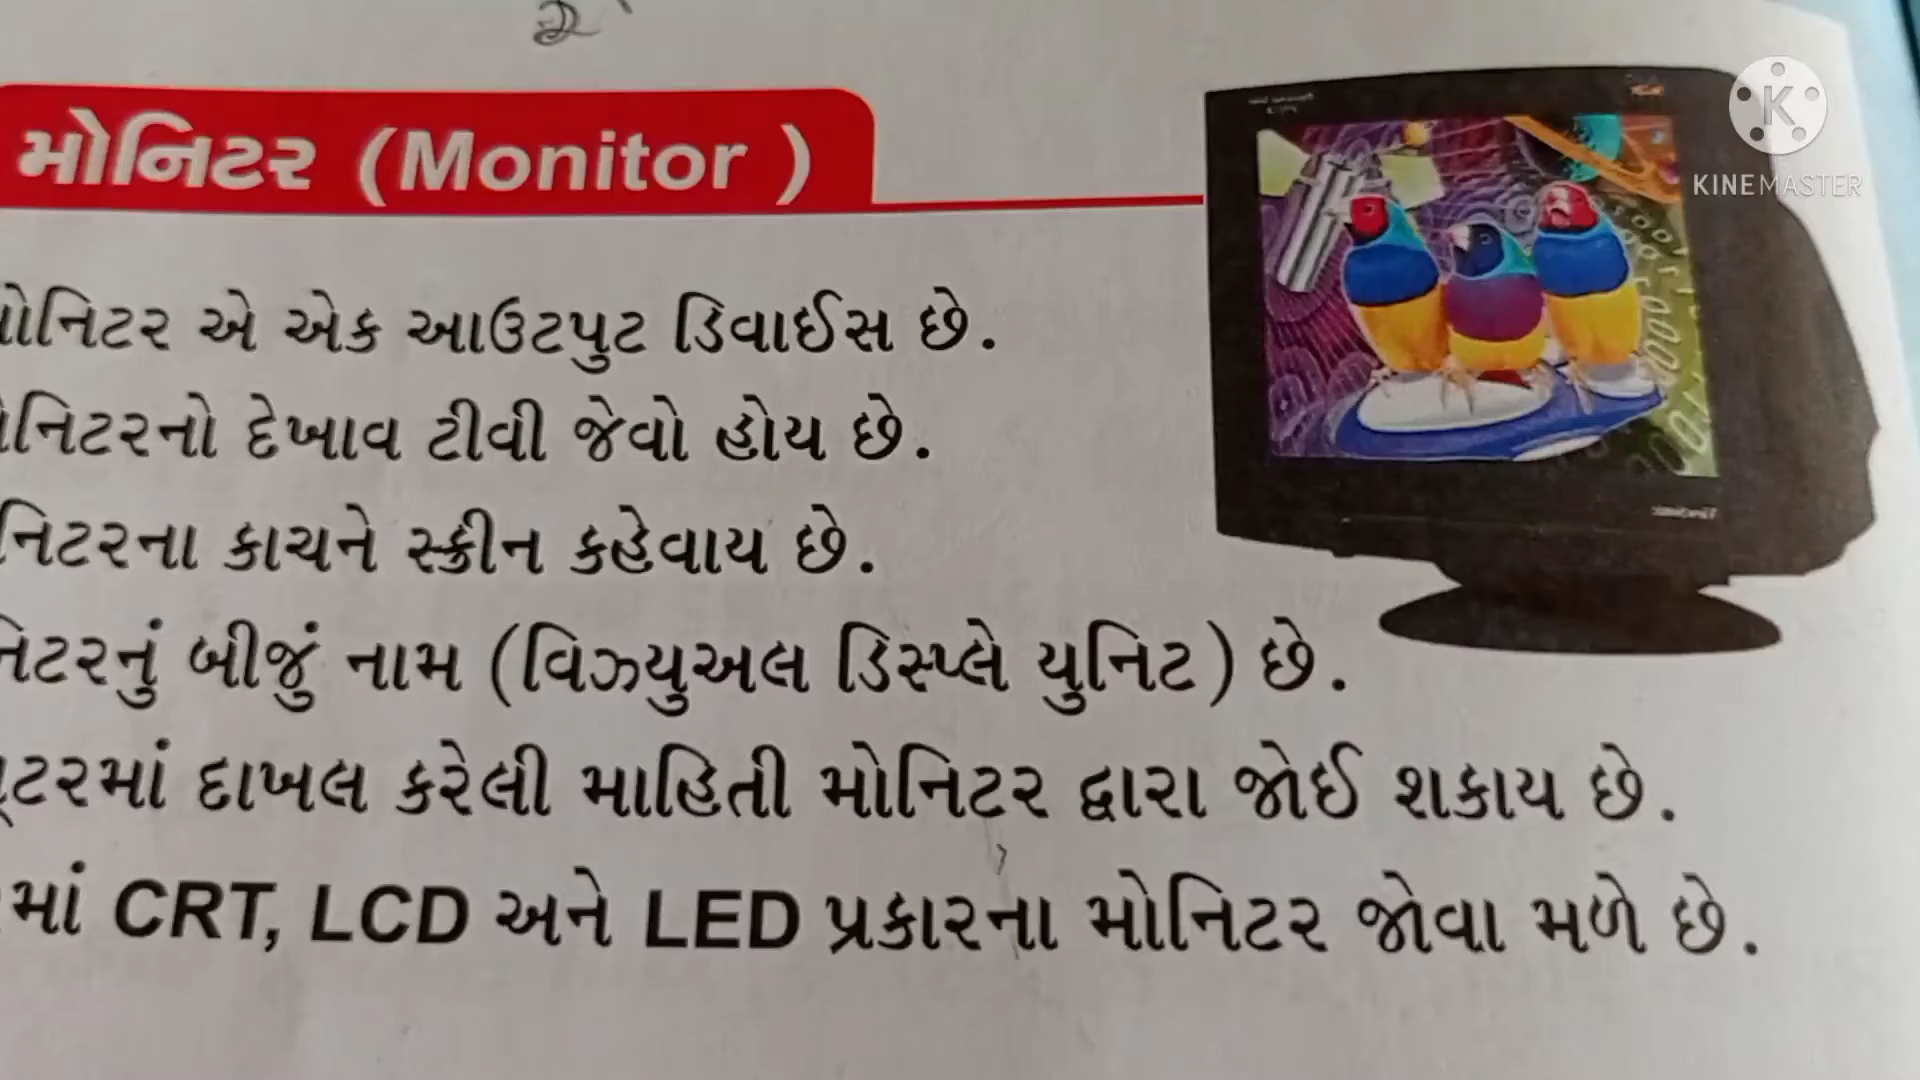 મોનિટર (Monitor )
KINEMASTER
મોનિટર એ એક આઉટપુટ ડિવાઈસ છે.
મોનિટરનો દેખાવ ટીવી જેવો હોય છે.
નિટરના કાચને સ્ક્રીન કહેવાય છે.
નિટરનું બીજું નામ (વિઝ્યુઅલ ડિસ્પ્લે યુનિટ) છે.
ટરમાં દાખલ કરેલી માહિતી મોનિટર દ્વારા જોઈ શકાય છે.
માં CRT, LCD અને LED પ્રકારના મોનિટર જોવા મળે છે.